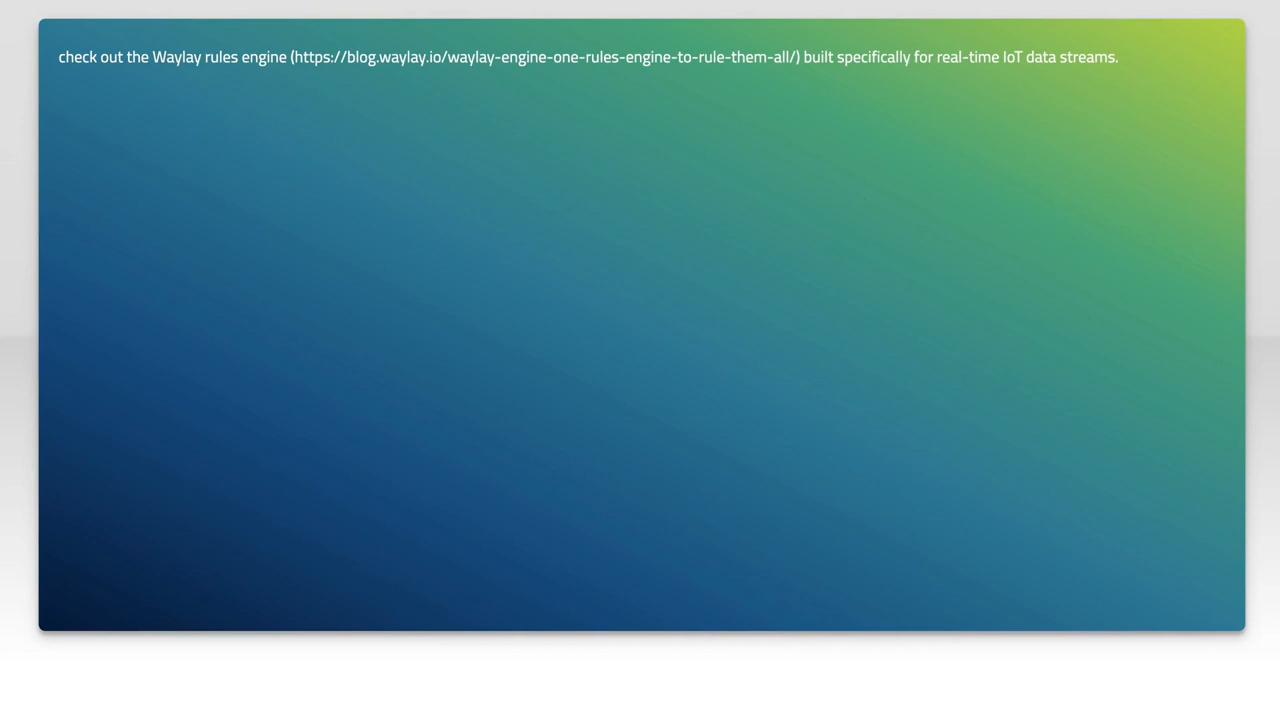 check out the Waylay rules engine (https://blog.waylay.io/waylay-engine-one-rules-engine-to-rule-them-all/) built specifically for real-time IoT data streams.